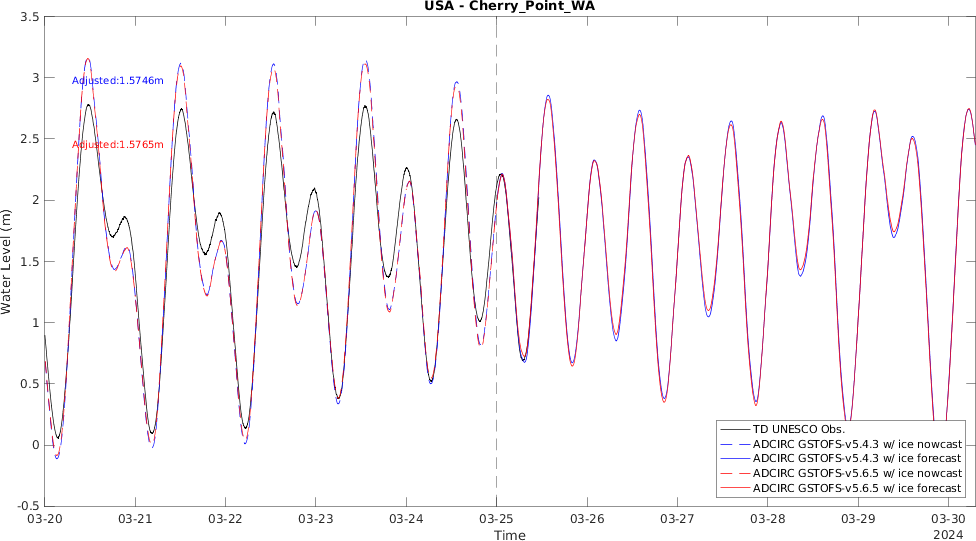 USA - Cherry_Point_WA
3.5
3
2.5
2
1.5
1
0.5
0
-0.5
Water Level (m)
Adjusted:1.5746m
Adjusted:1.5765m
TD UNESCO Obs.
ADCIRC GSTOFS-v5.4.3 w/ ice nowcast
ADCIRC GSTOFS-v5.4.3 w/ ice forecast
ADCIRC GSTOFS-v5.6.5 w/ ice nowcast
ADCIRC GSTOFS-v5.6.5 w/ ice forecast
03-20 03-21 03-22 03-23 03-24 03-25 03-26 03-27 03-28 03-29 03-30
Time
2024